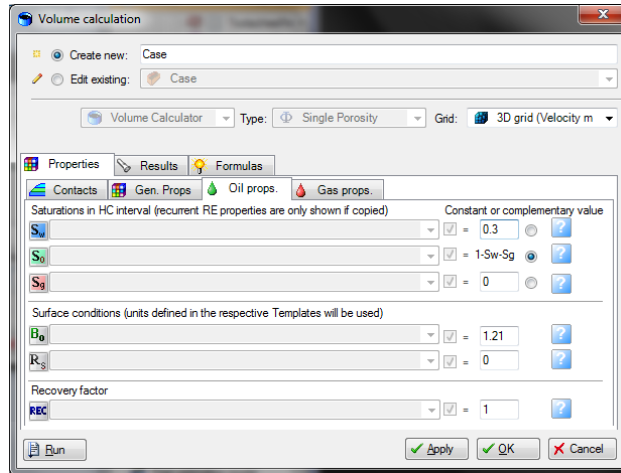 Volume calculation
Create new: Case
Edit existing: Case
Volume Calculator Type: Φ Single Porosity Grid: 3D grid (Velocity m
Properties Results Formulas
Contacts Gen. Props Oil props. Gas props.
Saturations in HC interval (recurrent RE properties are only shown if copied) Constant or complementary value
Sw = 0.3 ?
So = 1-Sw-Sg ?
Sg = 0 ?
Surface conditions (units defined in the respective Templates will be used)
Bo = 1.21 ?
Rs = 0 ?
Recovery factor
REC = 1 ?
Run Apply OK Cancel